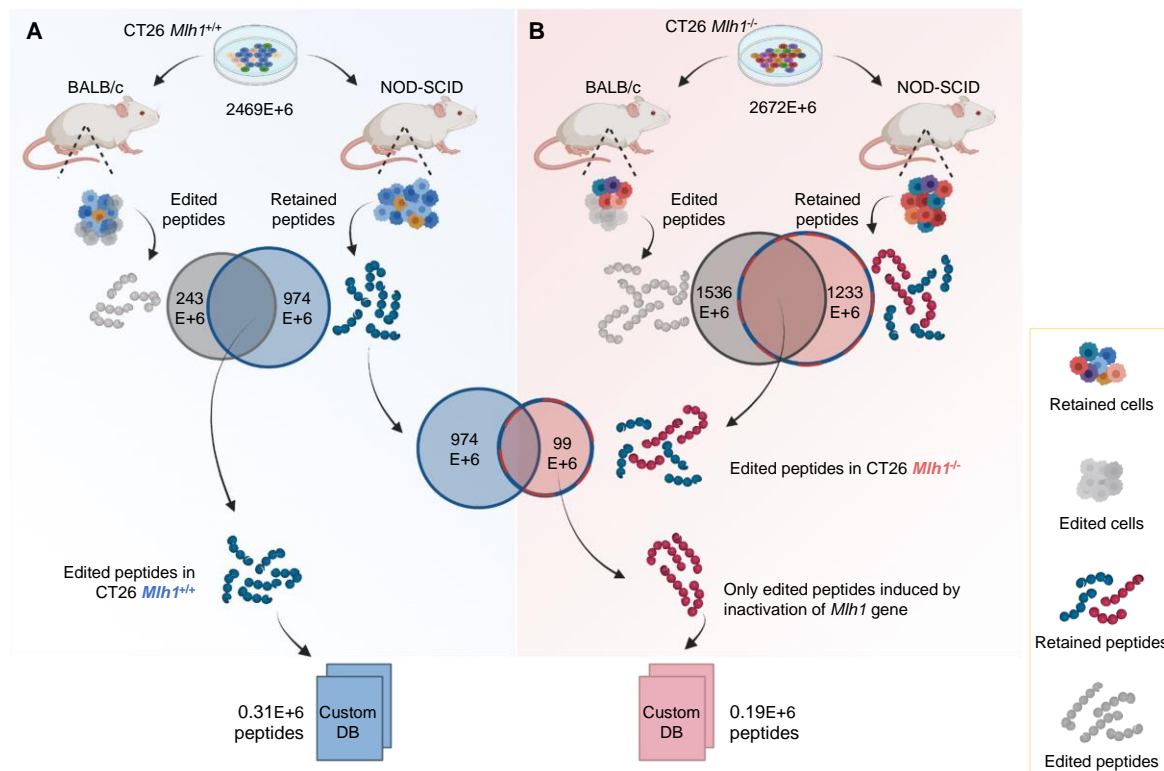 A
CT26 Mlh1+/+
BALB/c
NOD-SCID
2469E+6
Edited
peptides
Retained
peptides
243
E+6
974
E+6
B
CT26 Mlh1-/-
BALB/c
NOD-SCID
2672E+6
Edited
peptides
Retained
peptides
1536
E+6
1233
E+6
974
E+6
99
E+6
Edited peptides in CT26 Mlh1-/-
Edited peptides in
CT26 Mlh1+/+
Only edited peptides induced by
inactivation of Mlh1 gene
0.31E+6
peptides
Custom
DB
Custom
DB
0.19E+6
peptides
Retained cells
Edited cells
Retained peptides
Edited peptides